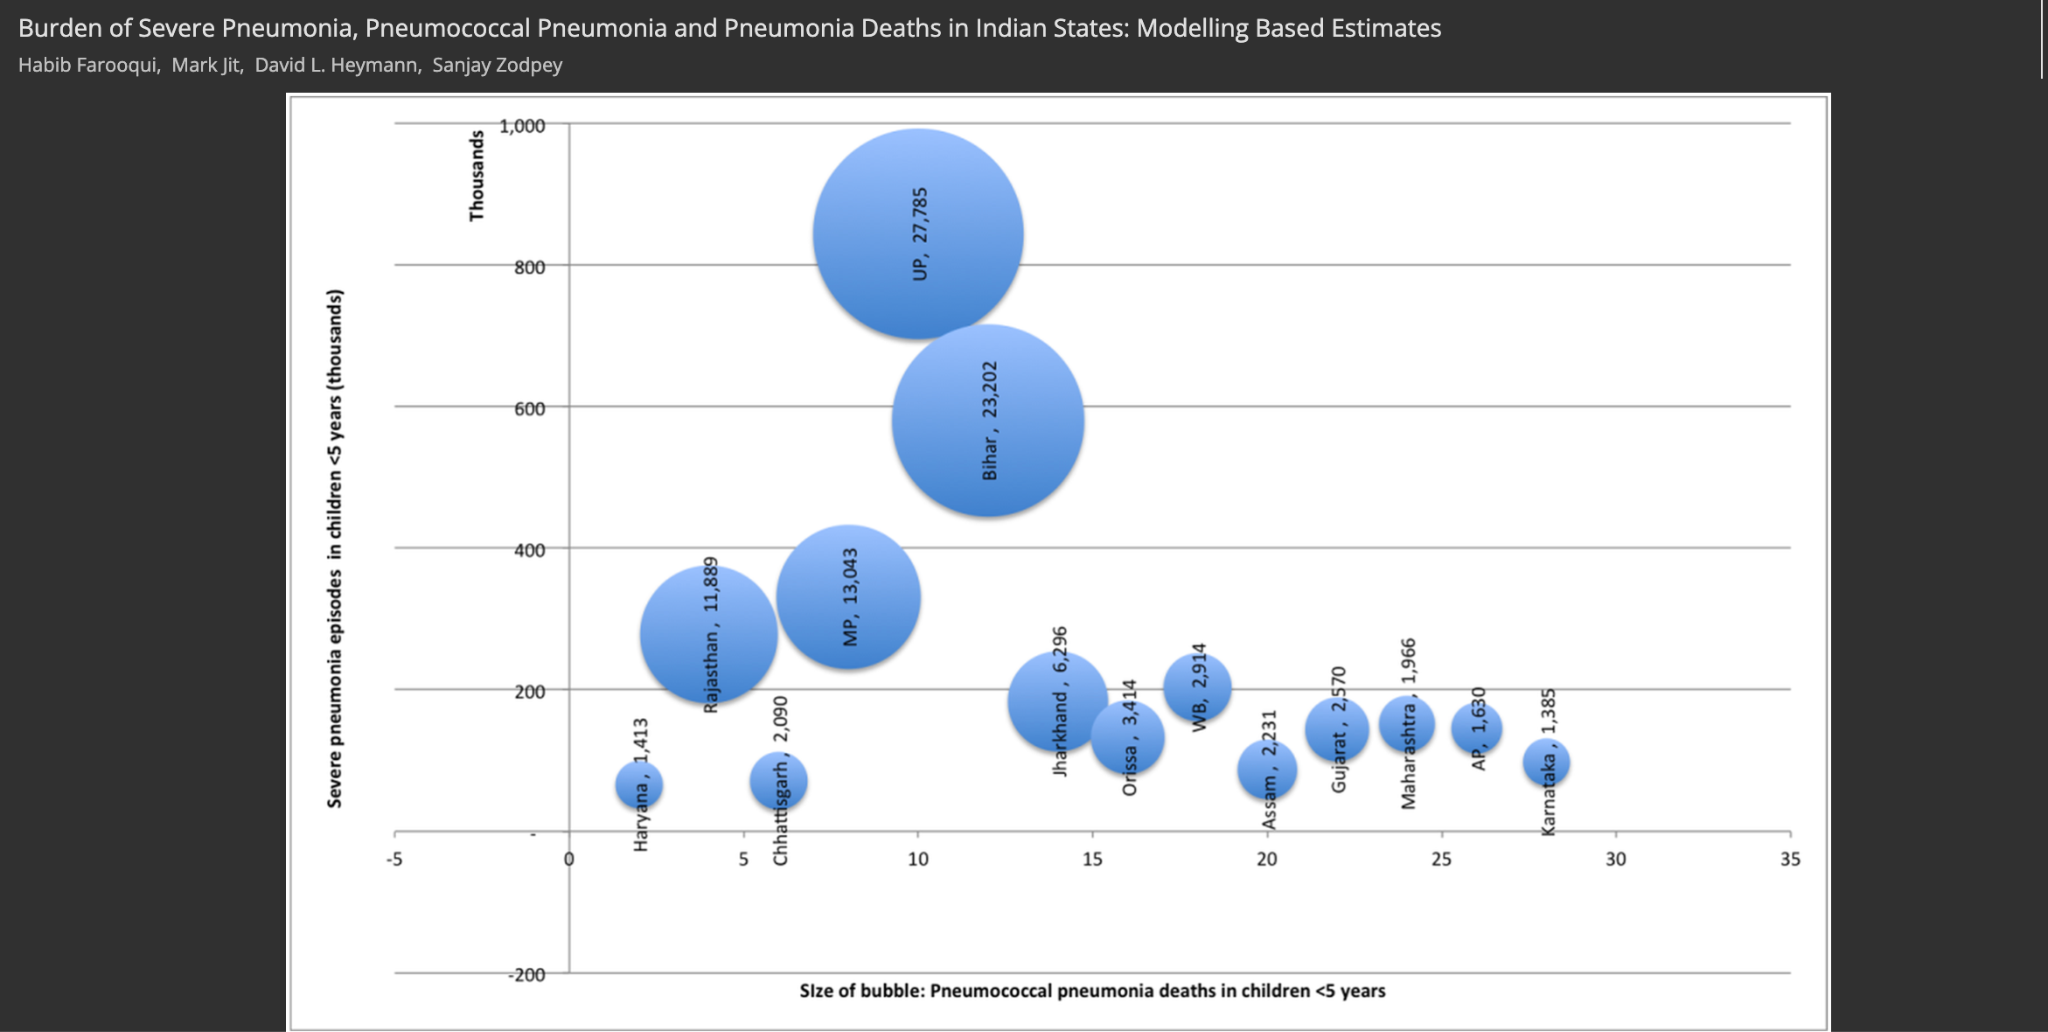 Burden of Severe Pneumonia, Pneumococcal Pneumonia and Pneumonia Deaths in Indian States: Modelling Based Estimates
Habib Farooqui,  Mark Jit,  David L. Heymann,  Sanjay Zodpey
Severe pneumonia episodes in children <5 years (thousands)
Thousands
1,000
800
600
400
200
-
-200
UP, 27,785
Bihar , 23,202
MP, 13,043
Rajasthan , 11,889
Haryana , 1,413
Chhattisgarh , 2,090
Jharkhand , 6,296
Orissa , 3,414
WB, 2,914
Assam , 2,231
Gujarat , 2,570
Maharashtra , 1,966
AP, 1,630
Karnataka , 1,385
-5 0 5 10 15 20 25 30 35
SIze of bubble: Pneumococcal pneumonia deaths in children <5 years